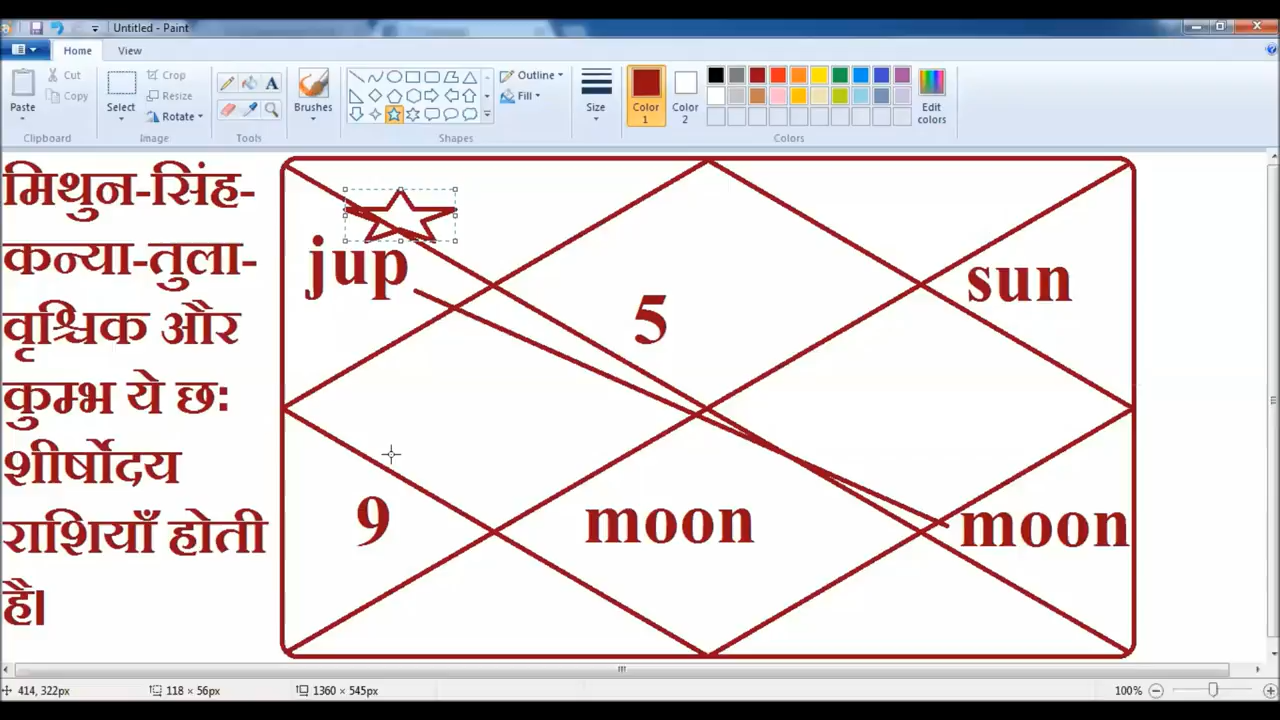 Untitled - Paint
Home View
Paste
Cut
Copy
Clipboard
Select
Crop
Resize
Rotate
Image
A
Tools
Brushes
Outline
Fill
Shapes
Size
Color 1
Color 2
Edit colors
Colors
मिथुन-सिंह-
कन्या-तुला-
वृश्चिक और
कुम्भ ये छः
शीर्षोदय
राशियाँ होती
है।
jup
5
sun
9
moon
moon
414, 322px 118 × 56px 1360 × 545px 100%